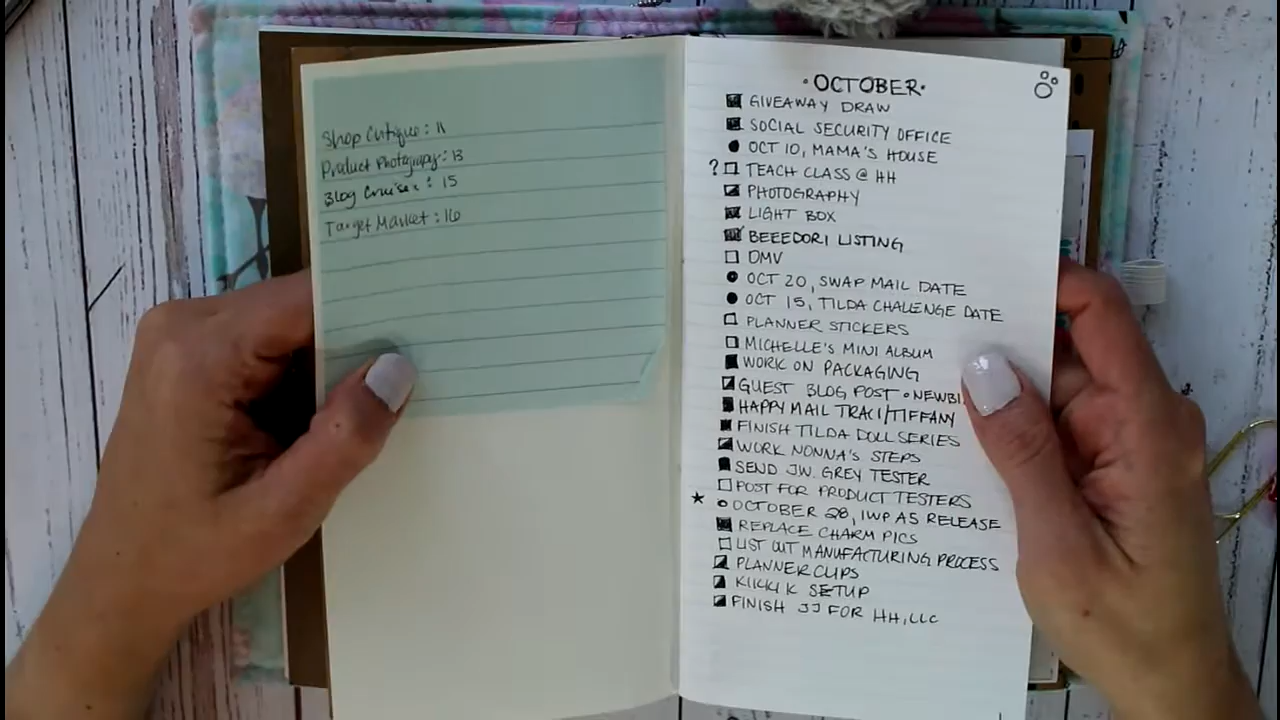 Shop Critique : 11
Product Photograpy : 13
Blog Cruises : 15
Target Market : 16
·OCTOBER·
GIVEAWAY DRAW
SOCIAL SECURITY OFFICE
OCT 10, MAMA'S HOUSE
? TEACH CLASS @ HH
PHOTOGRAPHY
LIGHT BOX
BEEEDORI LISTING
DMV
OCT 20, SWAP MAIL DATE
OCT 15, TILDA CHALENGE DATE
PLANNER STICKERS
MICHELLE'S MINI ALBUM
WORK ON PACKAGING
GUEST BLOG POST •
HAPPY MAIL TRACI/TIFFANY
FINISH TILDA DOLL SERIES
WORK NONNA'S STEPS
SEND JW. GREY TESTER
POST FOR PRODUCT TESTERS
★ OCTOBER 28, IWP AS RELEASE
REPLACE CHARM PICS
LIST OUT MANUFACTURING PROCESS
PLANNER CLIPS
KIKKI K SETUP
FINISH JJ FOR HH, LLC